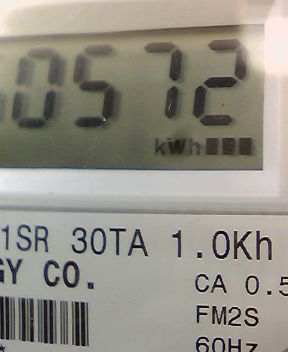 0572
kWh
1SR 30TA 1.0Kh
GY CO.
CA 0.5
FM2S
60Hz